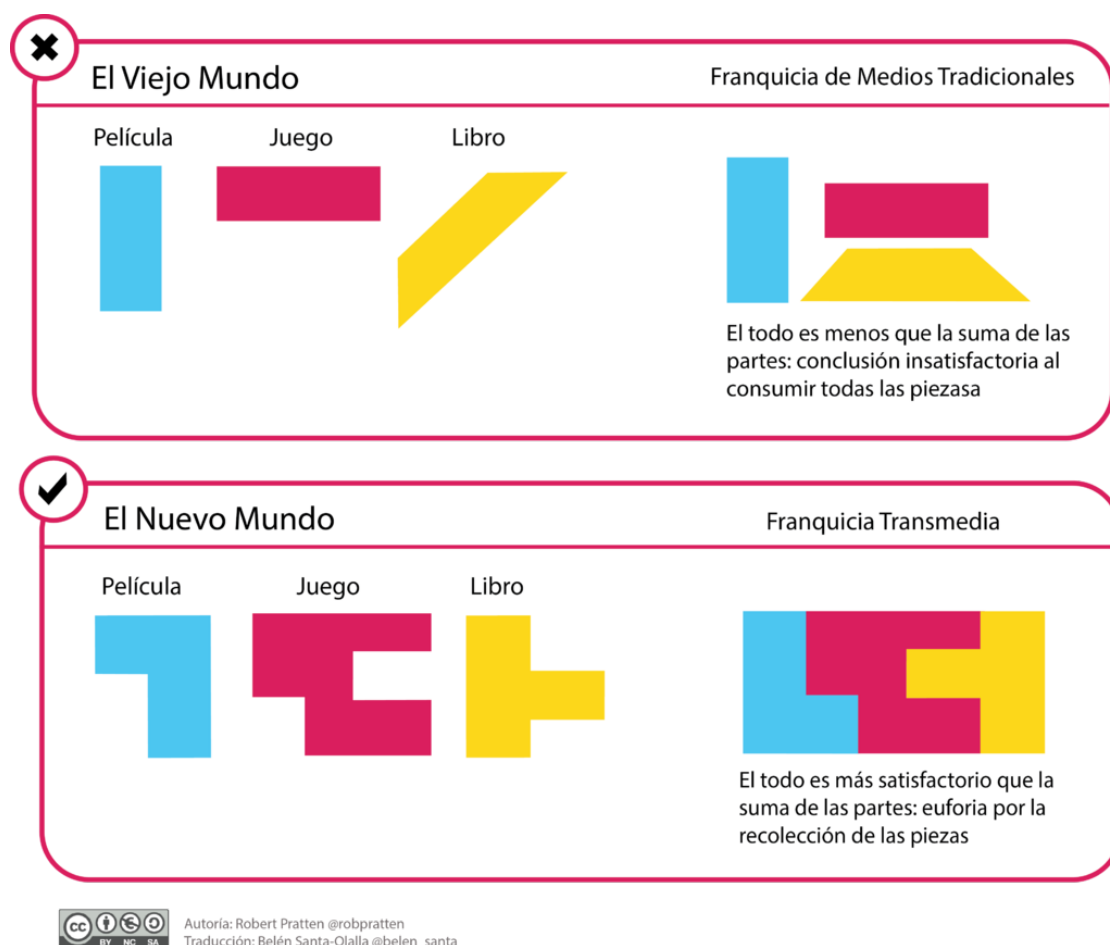 El Viejo Mundo
Franquicia de Medios Tradicionales
Película
Juego
Libro
El todo es menos que la suma de las
partes: conclusión insatisfactoria al
consumir todas las piezasa
El Nuevo Mundo
Franquicia Transmedia
Película
Juego
Libro
El todo es más satisfactorio que la
suma de las partes: euforia por la
recolección de las piezas
cc
BY NC SA
Autoría: Robert Pratten @robpratten
Traducción: Belén Santa-Olalla @belen_santa